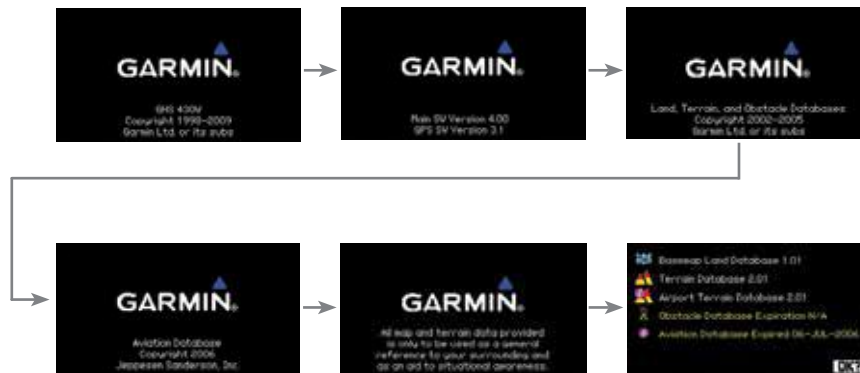 GARMIN®
GNS 430W
Copyright 1998-2009
Garmin Ltd. or its subs
GARMIN®
Main SW Version 4.00
GPS SW Version 3.1
GARMIN®
Land, Terrain, and Obstacle Databases
Copyright 2002-2005
Garmin Ltd. or its subs
GARMIN®
Aviation Database
Copyright 2006
Jeppesen Sanderson, Inc.
GARMIN®
All map and terrain data provided
is only to be used as a general
reference to your surrounding and
as an aid to situational awareness.
Basemap Land Database 1.01
Terrain Database 2.01
Airport Terrain Database 2.01
Obstacle Database Expiration N/A
Aviation Database Expired 06-JUL-2006
OK?